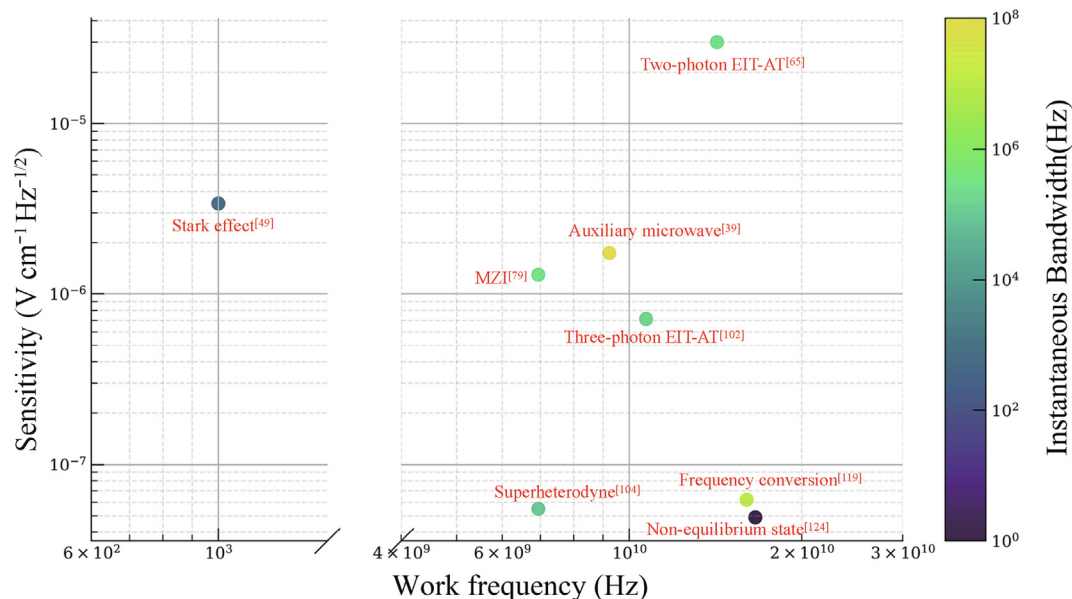 Sensitivity (V cm⁻¹ Hz⁻¹/²)
10⁻⁵
10⁻⁶
10⁻⁷
Two-photon EIT-AT[65]
Stark effect[49]
Auxiliary microwave[39]
MZI[79]
Three-photon EIT-AT[102]
Frequency conversion[119]
Superheterodyne[104]
Non-equilibrium state[124]
6 × 10²
10³
4 × 10⁹
6 × 10⁹
10¹⁰
2 × 10¹⁰
3 × 10¹⁰
Work frequency (Hz)
10⁸
10⁶
10⁴
10²
10⁰
Instantaneous Bandwidth(Hz)